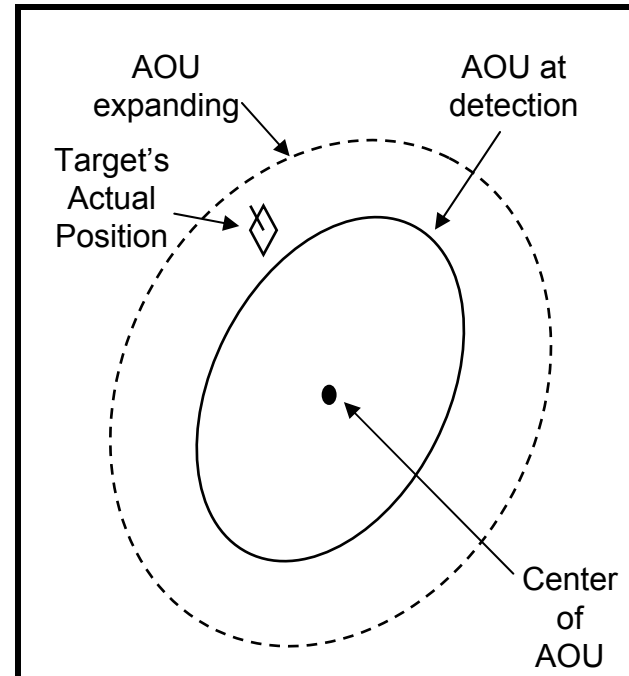 AOU
expanding
AOU at
detection
Target's
Actual
Position
Center
of
AOU